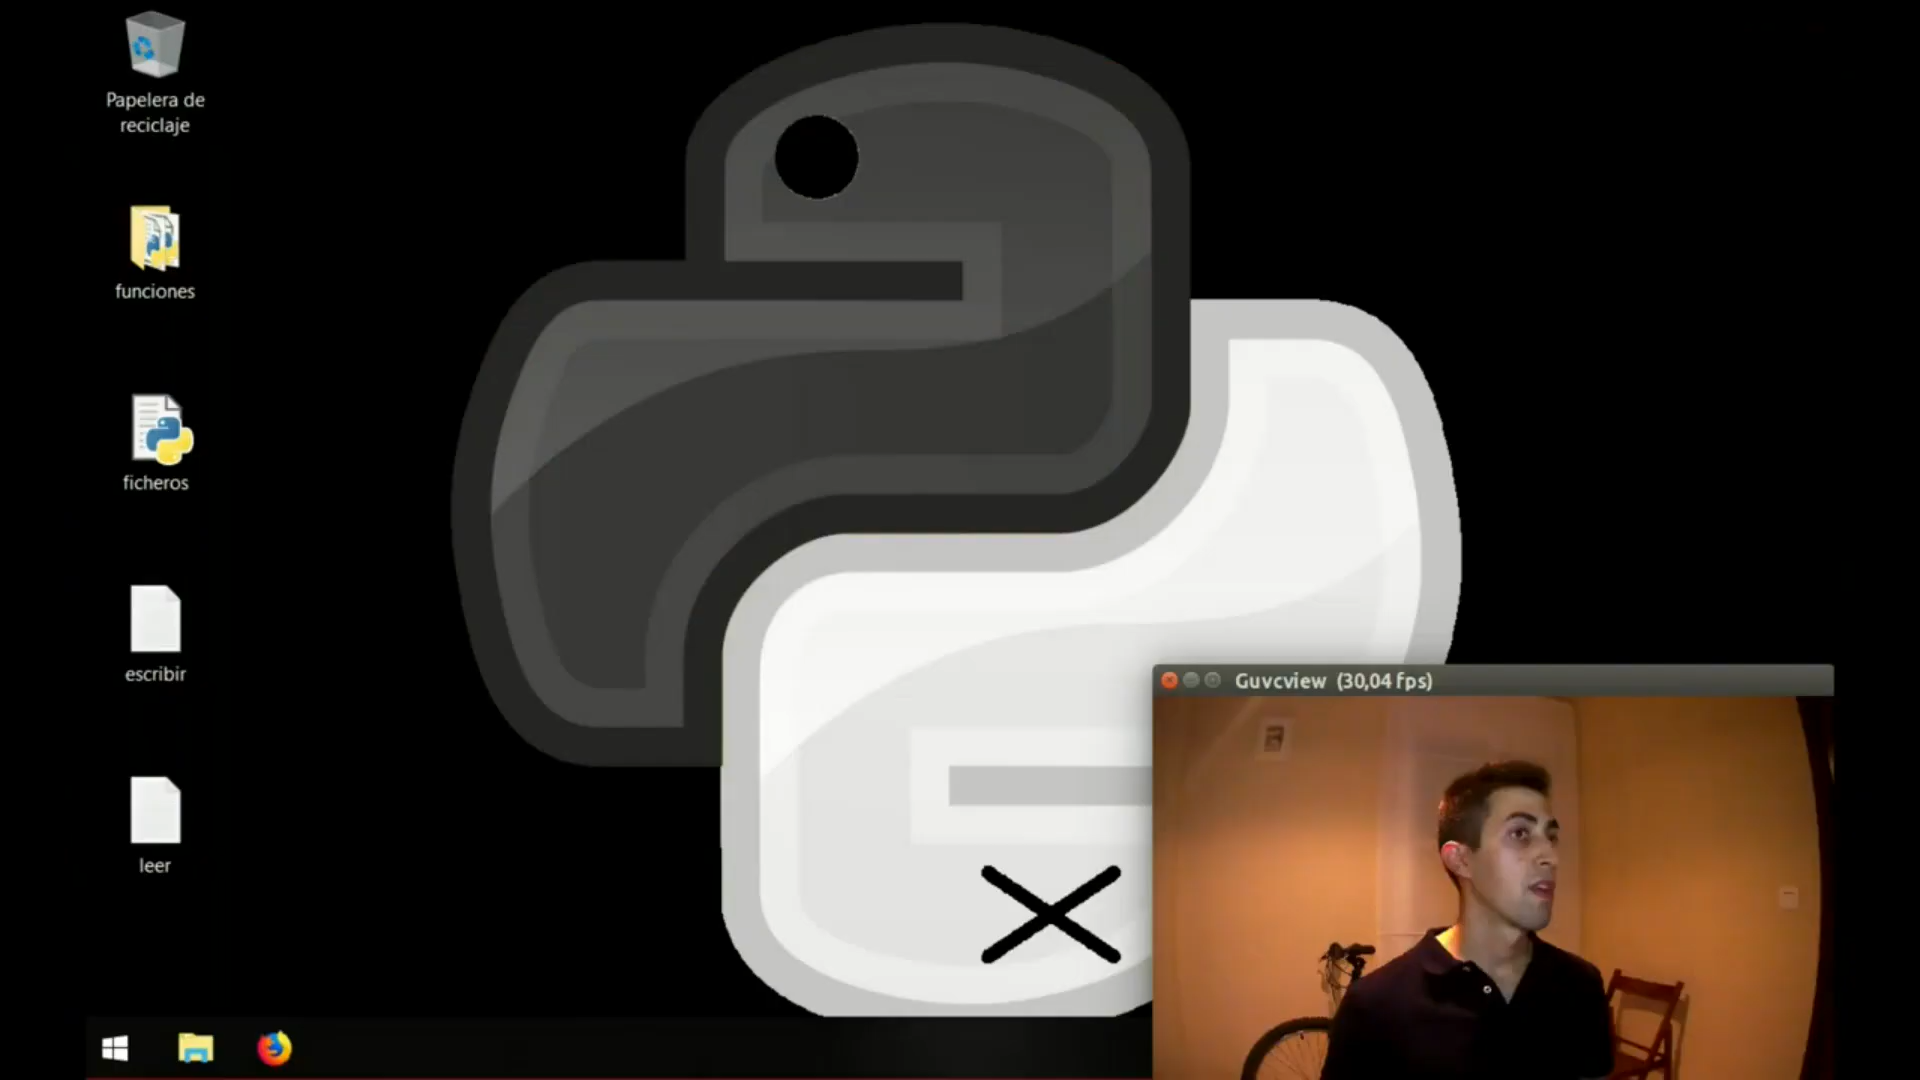 Papelera de
reciclaje
funciones
ficheros
escribir
leer
Guvcview (30,04 fps)